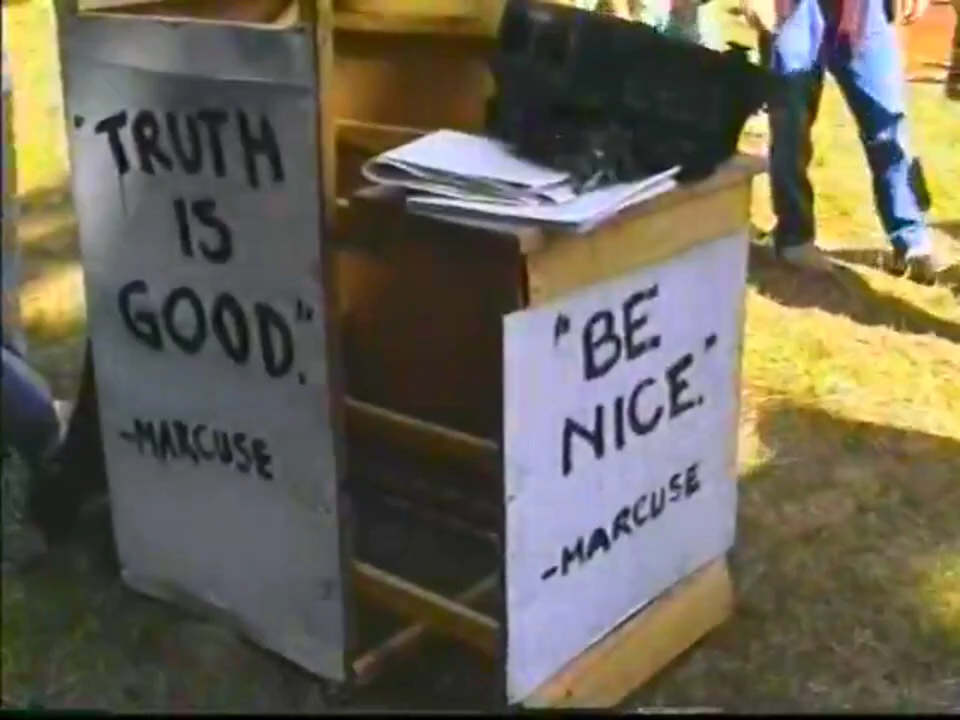 "TRUTH
IS
GOOD."
-MARCUSE
"BE
NICE."
-MARCUSE